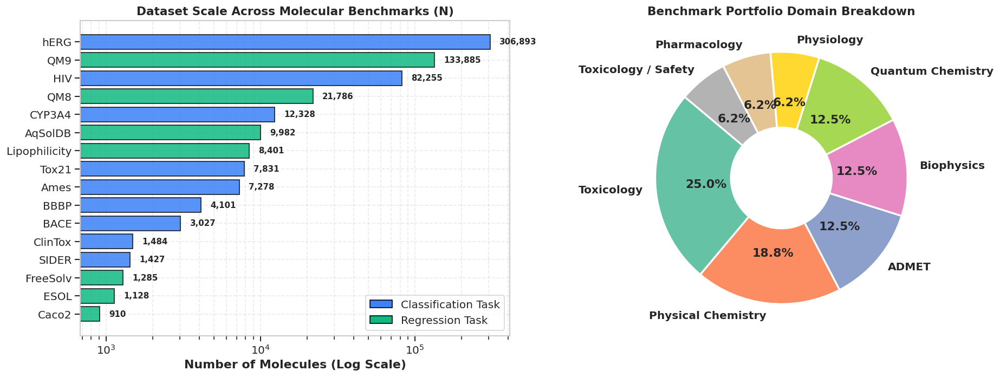 Dataset Scale Across Molecular Benchmarks (N)
hERG 306,893
QM9 133,885
HIV 82,255
QM8 21,786
CYP3A4 12,328
AqSolDB 9,982
Lipophilicity 8,401
Tox21 7,831
Ames 7,278
BBBP 4,101
BACE 3,027
ClinTox 1,484
SIDER 1,427
FreeSolv 1,285
ESOL 1,128
Caco2 910
Classification Task
Regression Task
10³ 10⁴ 10⁵
Number of Molecules (Log Scale)
Benchmark Portfolio Domain Breakdown
Physiology
Pharmacology
Toxicology / Safety
Quantum Chemistry
6.2%
6.2%
6.2%
12.5%
Biophysics
12.5%
25.0%
Toxicology
12.5%
18.8%
ADMET
Physical Chemistry